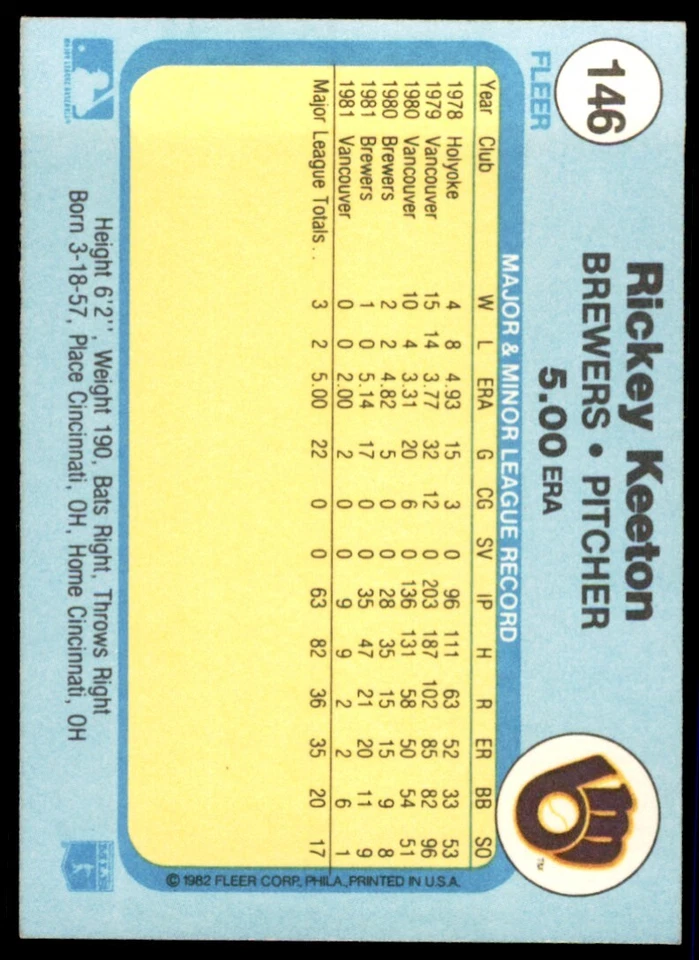 146
FLEER
Rickey Keeton
BREWERS • PITCHER
5.00 ERA
TM
MAJOR & MINOR LEAGUE RECORD
Year Club W L ERA G CG SV IP H R ER BB SO
1978 Holyoke 4 8 4.93 15 3 0 96 111 63 52 33 53
1979 Vancouver 15 14 3.77 32 12 0 203 187 102 85 82 96
1980 Vancouver 10 4 3.31 20 6 0 136 131 58 50 54 51
1980 Brewers 2 2 4.82 5 0 0 28 35 15 15 9 8
1981 Brewers 1 0 5.14 17 0 0 35 47 21 20 11 9
1981 Vancouver 0 0 2.00 2 0 0 9 9 2 2 6 1
Major League Totals . . 3 2 5.00 22 0 0 63 82 36 35 20 17
© 1982 FLEER CORP., PHILA., PRINTED IN U.S.A.
MAJOR LEAGUE BASEBALL
Height 6'2'', Weight 190, Bats Right, Throws Right
Born 3-18-57, Place Cincinnati, OH, Home Cincinnati, OH